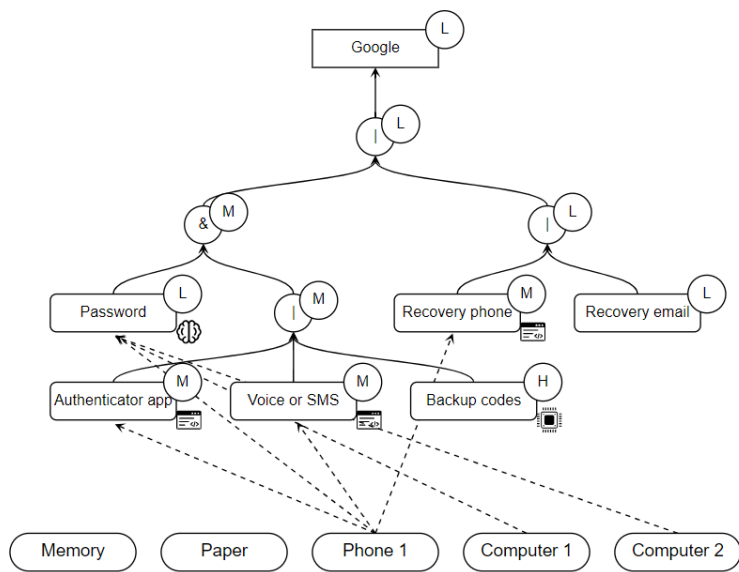 L
Google
L
|
M
&
L
|
L
Password
M
|
M
Recovery phone
L
Recovery email
M
Authenticator app
M
Voice or SMS
H
Backup codes
Memory
Paper
Phone 1
Computer 1
Computer 2